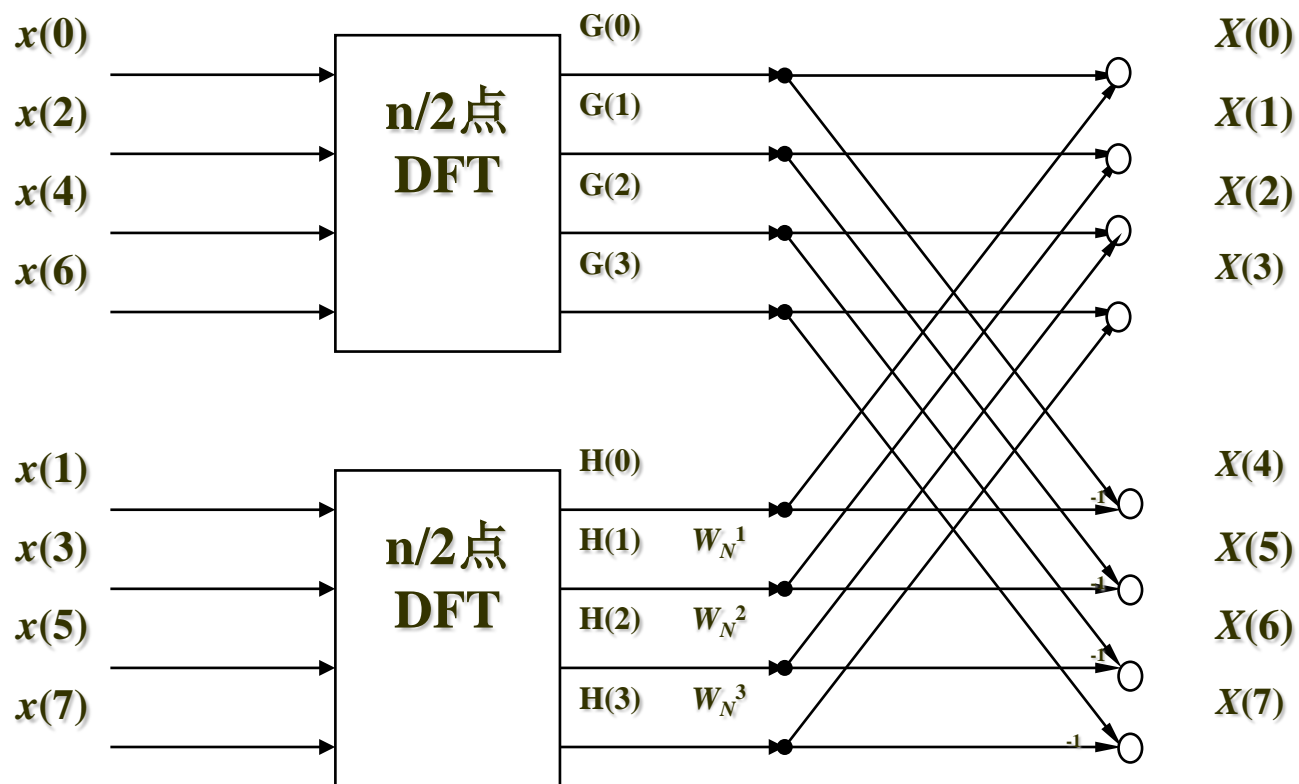 x(0) G(0) X(0)
x(2) n/2点 G(1) X(1)
DFT
x(4) G(2) X(2)
x(6) G(3) X(3)
x(1) H(0) X(4)
-1
x(3) n/2点 H(1) W_N^1 X(5)
DFT -1
x(5) H(2) W_N^2 X(6)
-1
x(7) H(3) W_N^3 X(7)
-1